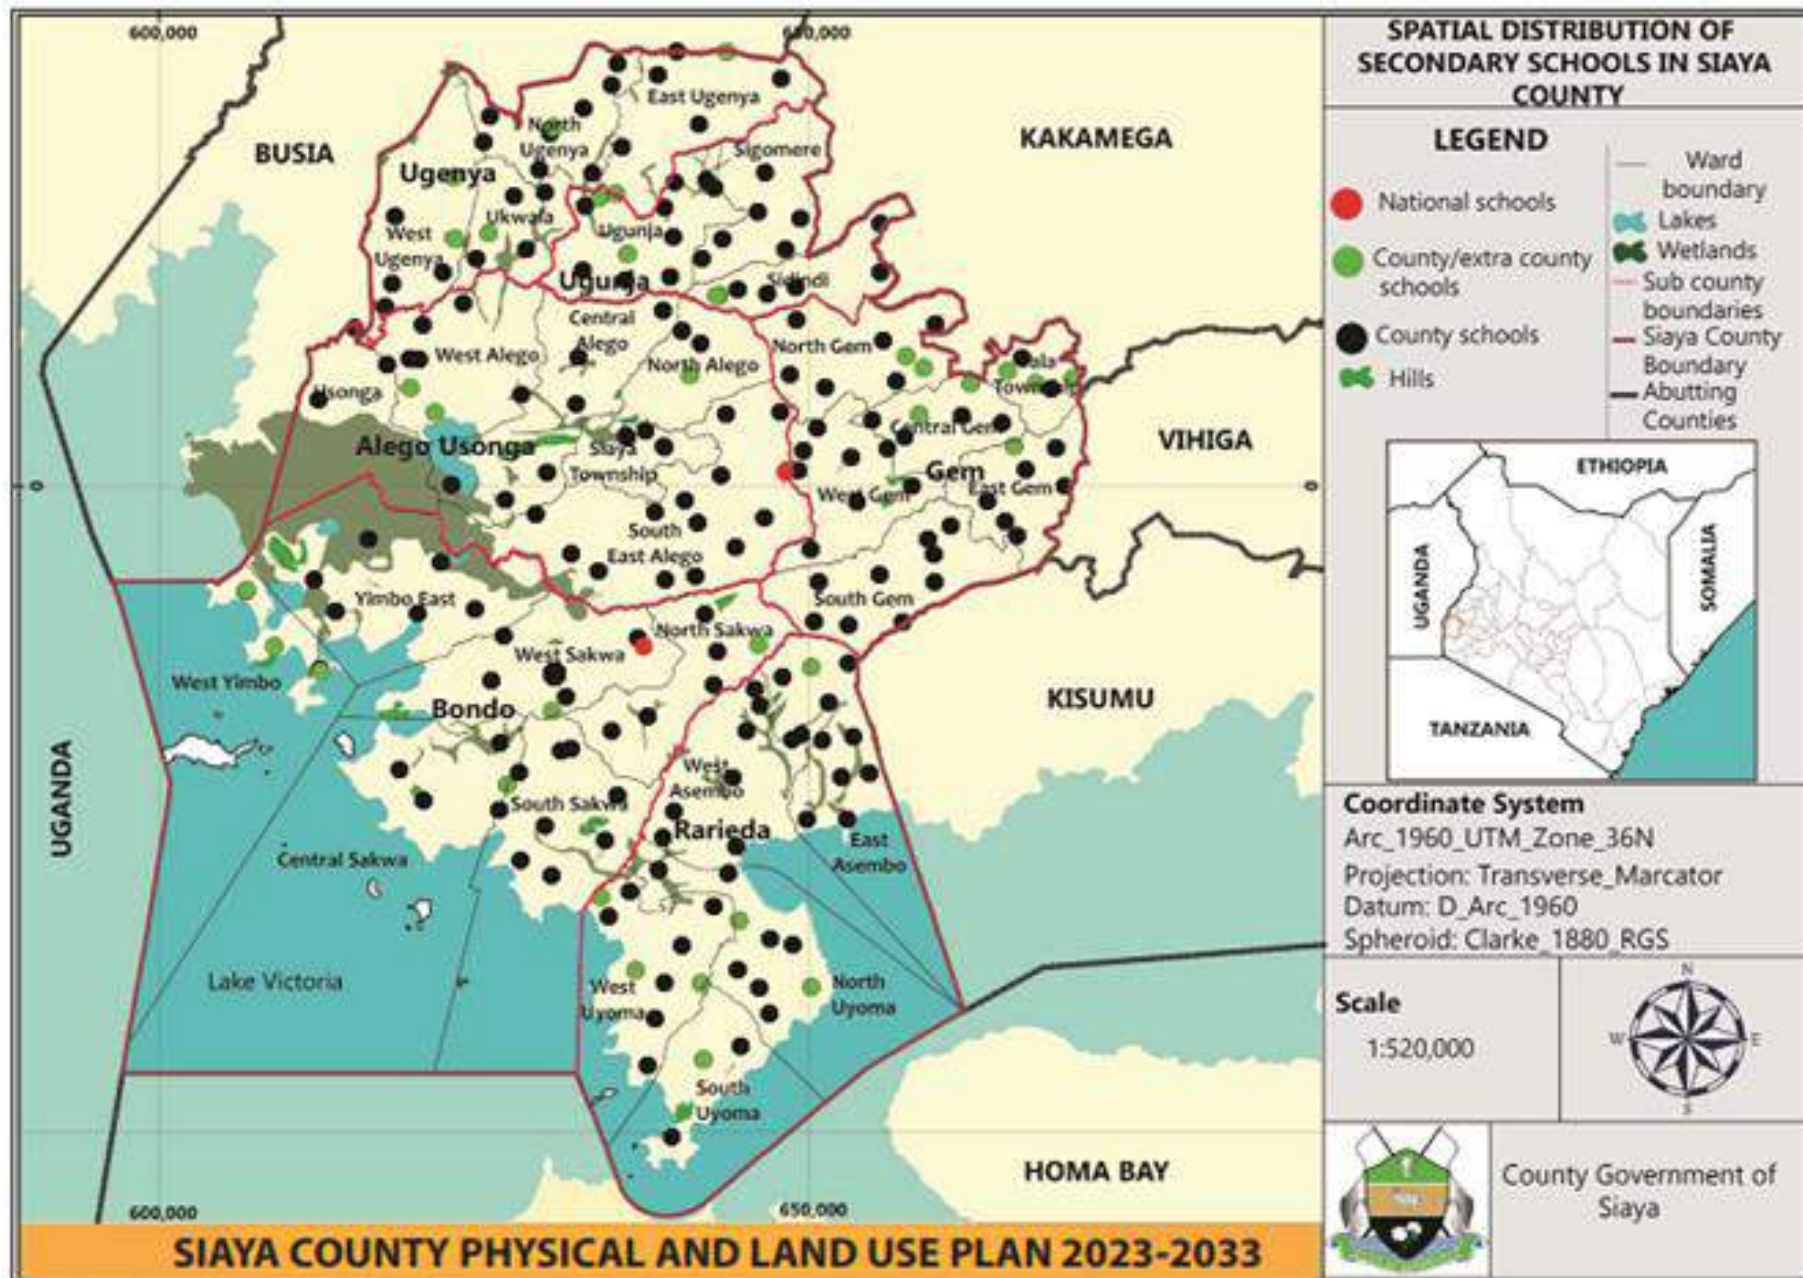 600,000
650,000
SPATIAL DISTRIBUTION OF
SECONDARY SCHOOLS IN SIAYA
COUNTY
LEGEND
National schools
County/extra county
schools
County schools
Hills
Ward
boundary
Lakes
Wetlands
Sub county
boundaries
Siaya County
Boundary
Abutting
Counties
BUSIA
KAKAMEGA
VIHIGA
KISUMU
HOMA BAY
UGANDA
East Ugenya
North
Ugenya
Sigomere
Ugenya
Ukwala
West
Ugenya
Ugunja
Ugunja
Sidindi
Central
Alego
West Alego
North Alego
North Gem
Yala
Township
Usonga
Central Gem
Alego Usonga
Siaya
Township
Gem
West Gem
East Gem
0
0
South
East Alego
South Gem
Yimbo East
North Sakwa
West Sakwa
West Yimbo
Bondo
West
Asembo
South Sakwa
Rarieda
East
Asembo
Central Sakwa
Lake Victoria
West
Uyoma
North
Uyoma
South
Uyoma
600,000
650,000
ETHIOPIA
UGANDA
SOMALIA
TANZANIA
Coordinate System
Arc_1960_UTM_Zone_36N
Projection: Transverse_Marcator
Datum: D_Arc_1960
Spheroid: Clarke_1880_RGS
Scale
1:520,000
N
W
E
S
County Government of
Siaya
SIAYA COUNTY PHYSICAL AND LAND USE PLAN 2023-2033